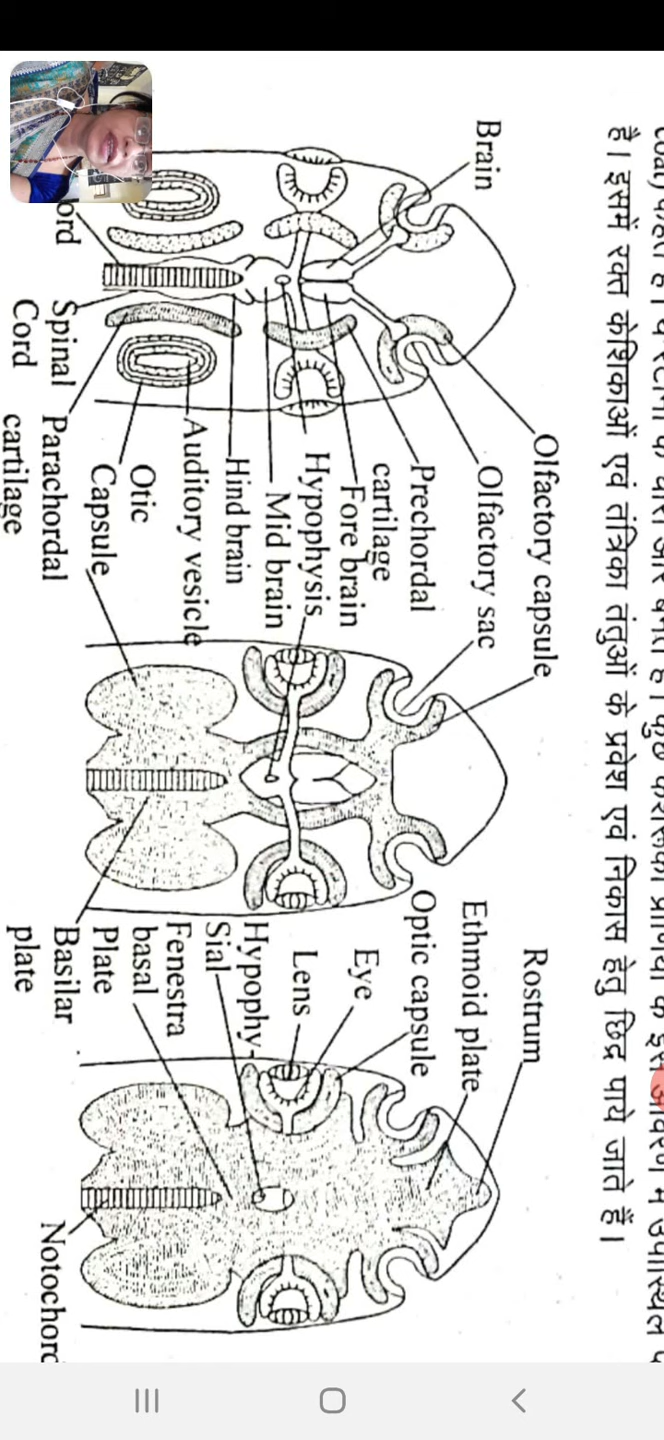 है। इसमें रक्त केशिकाओं एवं तंत्रिका तंतुओं के प्रवेश एवं निकास हेतु छिद्र पाये जाते हैं।
Brain
Olfactory capsule
Olfactory sac
Prechordal
cartilage
Fore brain
Hypophysis
Mid brain
Hind brain
Auditory vesicle
Otic
Capsule
Parachordal
cartilage
Spinal
Cord
Rostrum
Ethmoid plate
Optic capsule
Eye
Lens
Hypophy-
Sial
Fenestra
basal
Plate
Basilar
plate